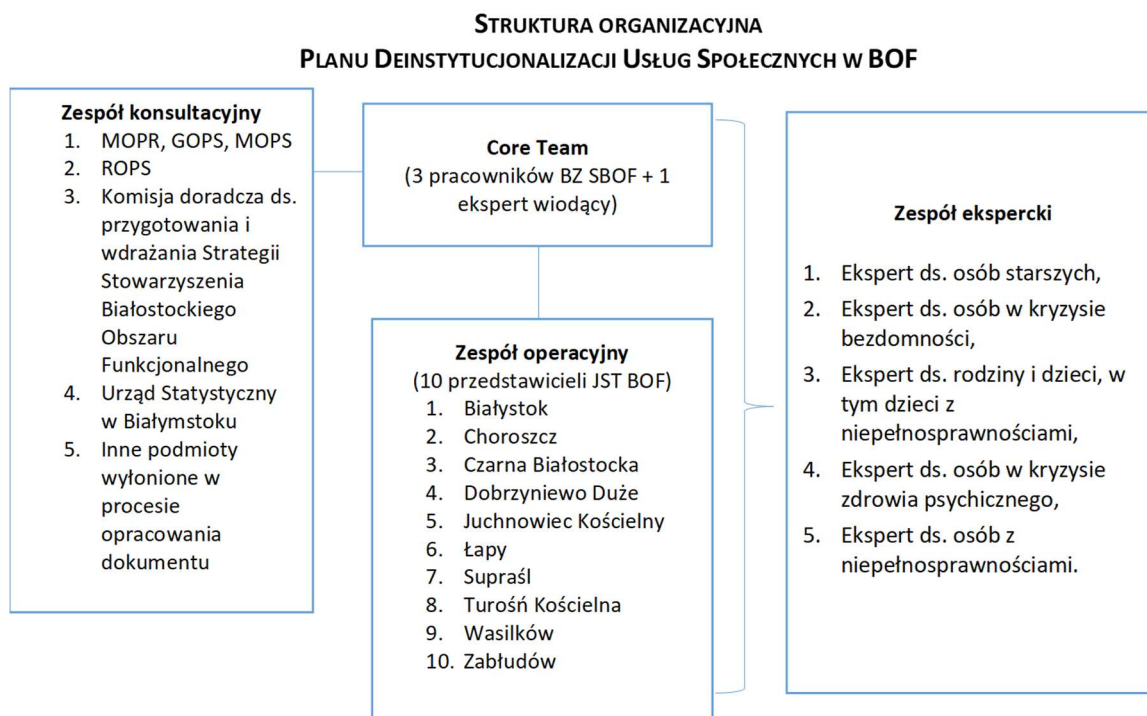 STRUKTURA ORGANIZACYJNA
PLANU DEINSTYTUCJONALIZACJI USŁUG SPOŁECZNYCH W BOF
Zespół konsultacyjny
1. MOPR, GOPS, MOPS
2. ROPS
3. Komisja doradcza ds.
przygotowania i
wdrażania Strategii
Stowarzyszenia
Białostockiego
Obszaru
Funkcjonalnego
4. Urząd Statystyczny
w Białymstoku
5. Inne podmioty
wyłonione w
procesie
opracowania
dokumentu
Core Team
(3 pracowników BZ SBOF + 1
ekspert wiodący)
Zespół operacyjny
(10 przedstawicieli JST BOF)
1. Białystok
2. Choroszcz
3. Czarna Białostocka
4. Dobrzyniewo Duże
5. Juchnowiec Kościelny
6. Łapy
7. Supraśl
8. Turośń Kościelna
9. Wasilków
10. Zabłudów
Zespół ekspercki
1. Ekspert ds. osób starszych,
2. Ekspert ds. osób w kryzysie
bezdomności,
3. Ekspert ds. rodziny i dzieci, w
tym dzieci z
niepełnosprawnościami,
4. Ekspert ds. osób w kryzysie
zdrowia psychicznego,
5. Ekspert ds. osób z
niepełnosprawnościami.